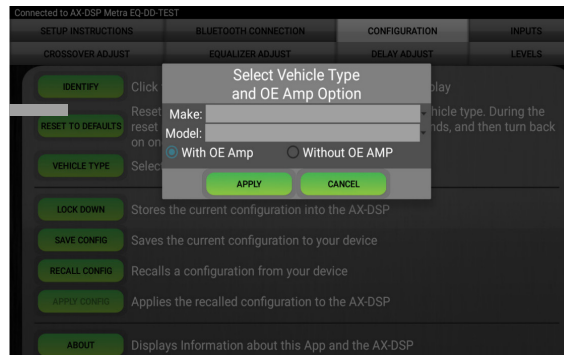 Connected to AX-DSP Metra EQ-DD-TEST
SETUP INSTRUCTIONS BLUETOOTH CONNECTION CONFIGURATION INPUTS
CROSSOVER ADJUST EQUALIZER ADJUST DELAY ADJUST LEVELS
Select Vehicle Type
and OE Amp Option
Make:
Model:
With OE Amp Without OE AMP
APPLY CANCEL
IDENTIFY Click play
RESET TO DEFAULTS Reset hicle type. During the
reset nds, and then turn back
on on
VEHICLE TYPE Select
LOCK DOWN Stores the current configuration into the AX-DSP
SAVE CONFIG Saves the current configuration to your device
RECALL CONFIG Recalls a configuration from your device
APPLY CONFIG Applies the recalled configuration to the AX-DSP
ABOUT Displays Information about this App and the AX-DSP